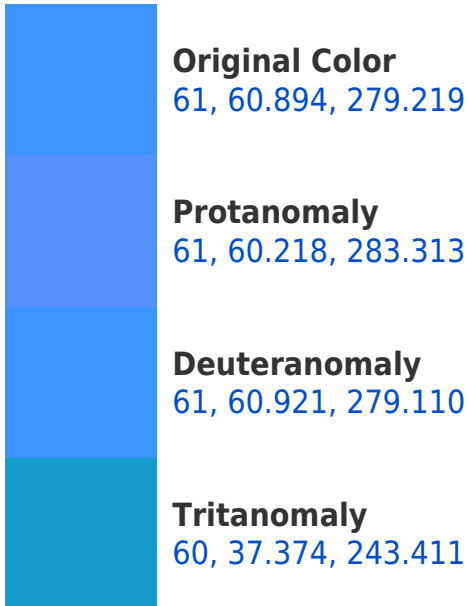 Original Color
61, 60.894, 279.219
Protanomaly
61, 60.218, 283.313
Deuteranomaly
61, 60.921, 279.110
Tritanomaly
60, 37.374, 243.411